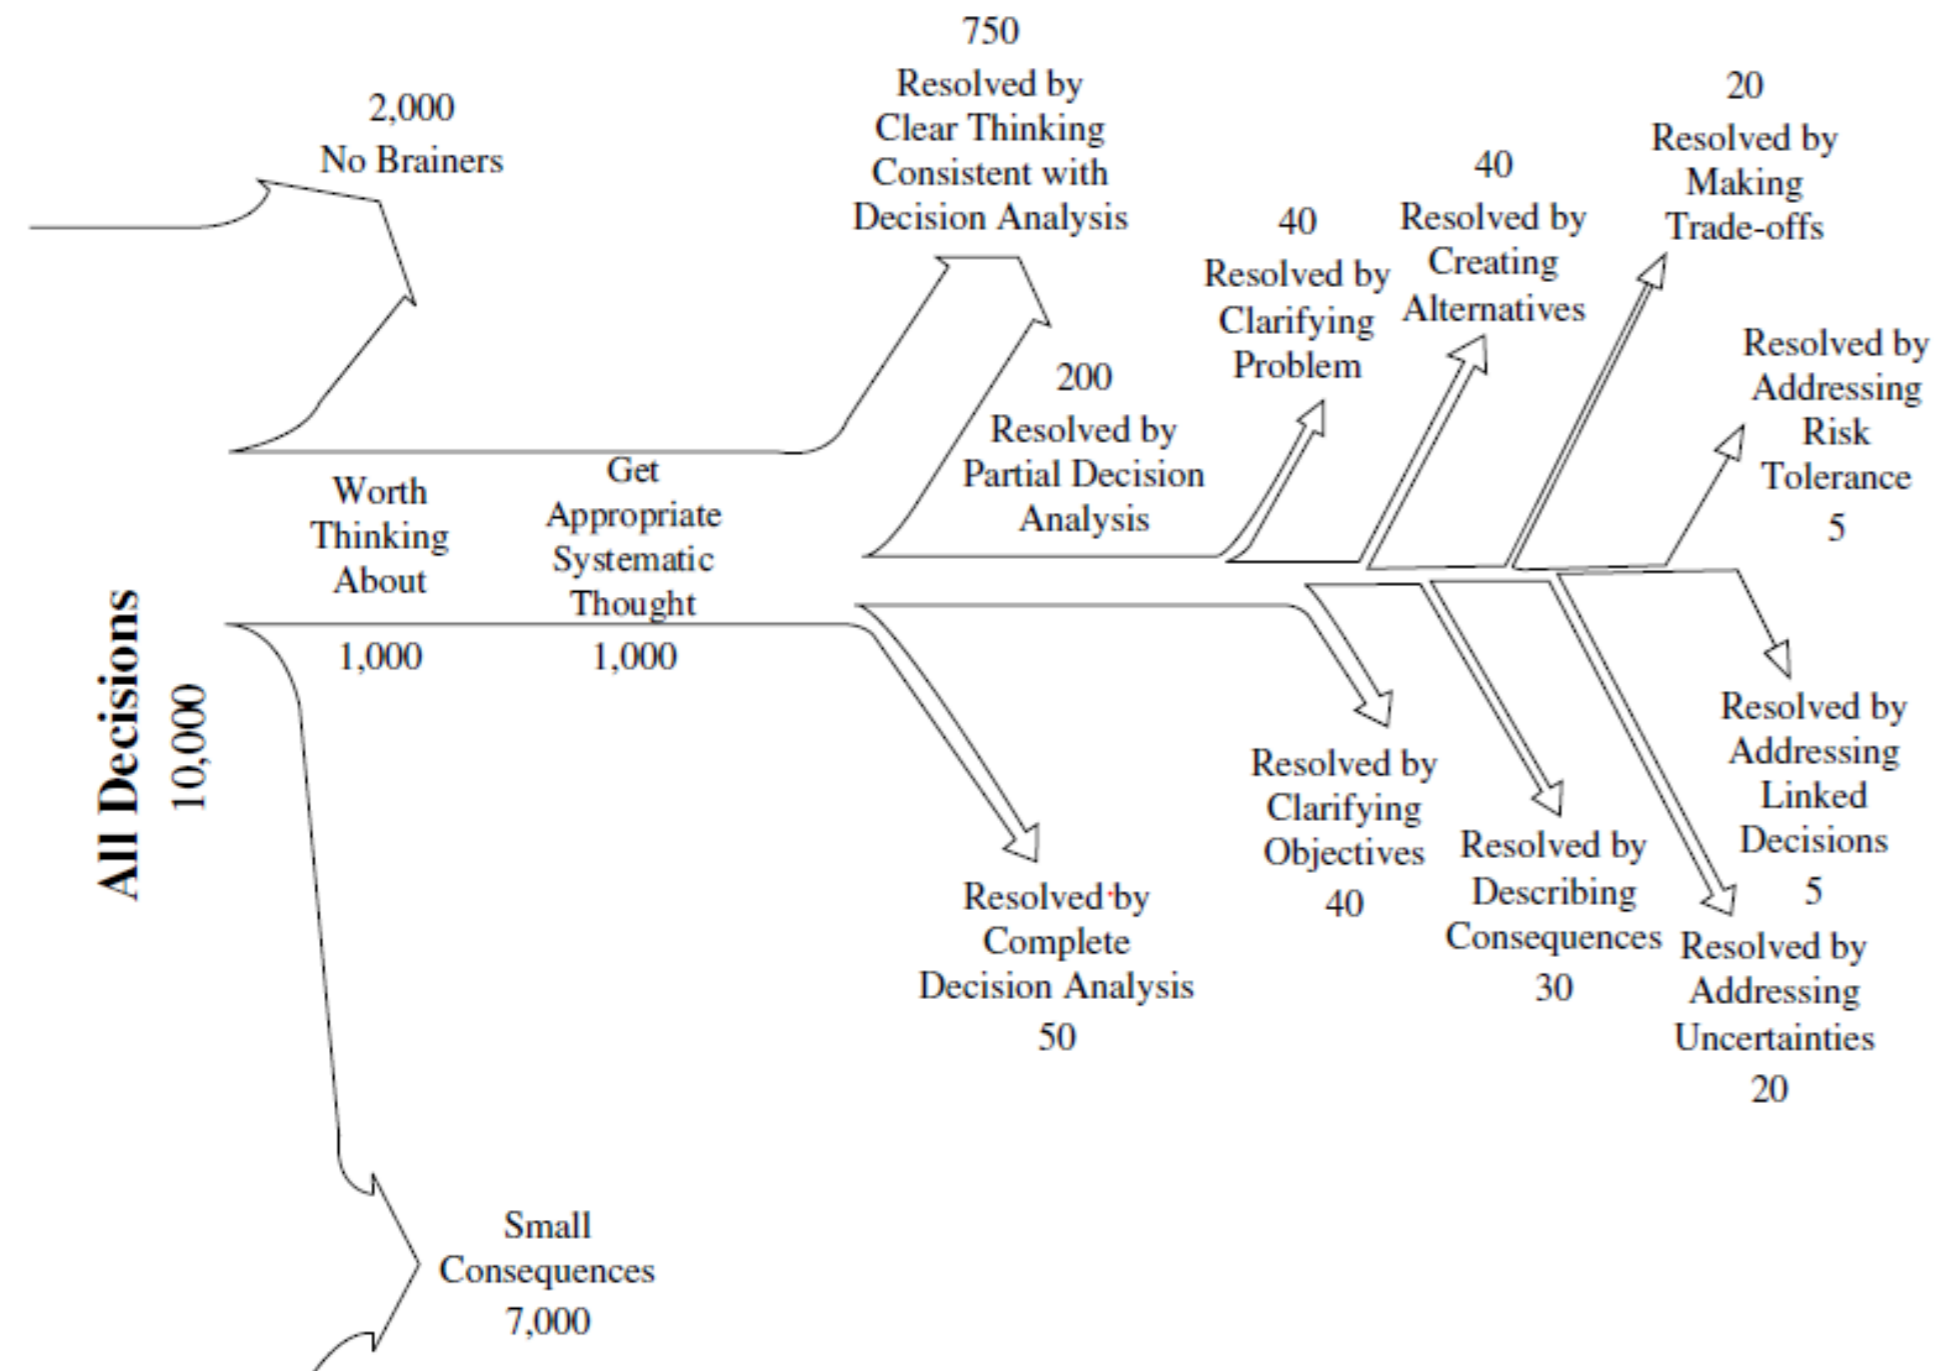 2,000
No Brainers
750
Resolved by
Clear Thinking
Consistent with
Decision Analysis
200
Resolved by
Partial Decision
Analysis
40
Resolved by
Clarifying
Problem
40
Resolved by
Creating
Alternatives
20
Resolved by
Making
Trade-offs
Resolved by
Addressing
Risk
Tolerance
5
All Decisions
10,000
Worth
Thinking
About
1,000
Get
Appropriate
Systematic
Thought
1,000
Resolved by
Complete
Decision Analysis
50
Resolved by
Clarifying
Objectives
40
Resolved by
Describing
Consequences
30
Resolved by
Addressing
Uncertainties
20
Resolved by
Addressing
Linked
Decisions
5
Small
Consequences
7,000